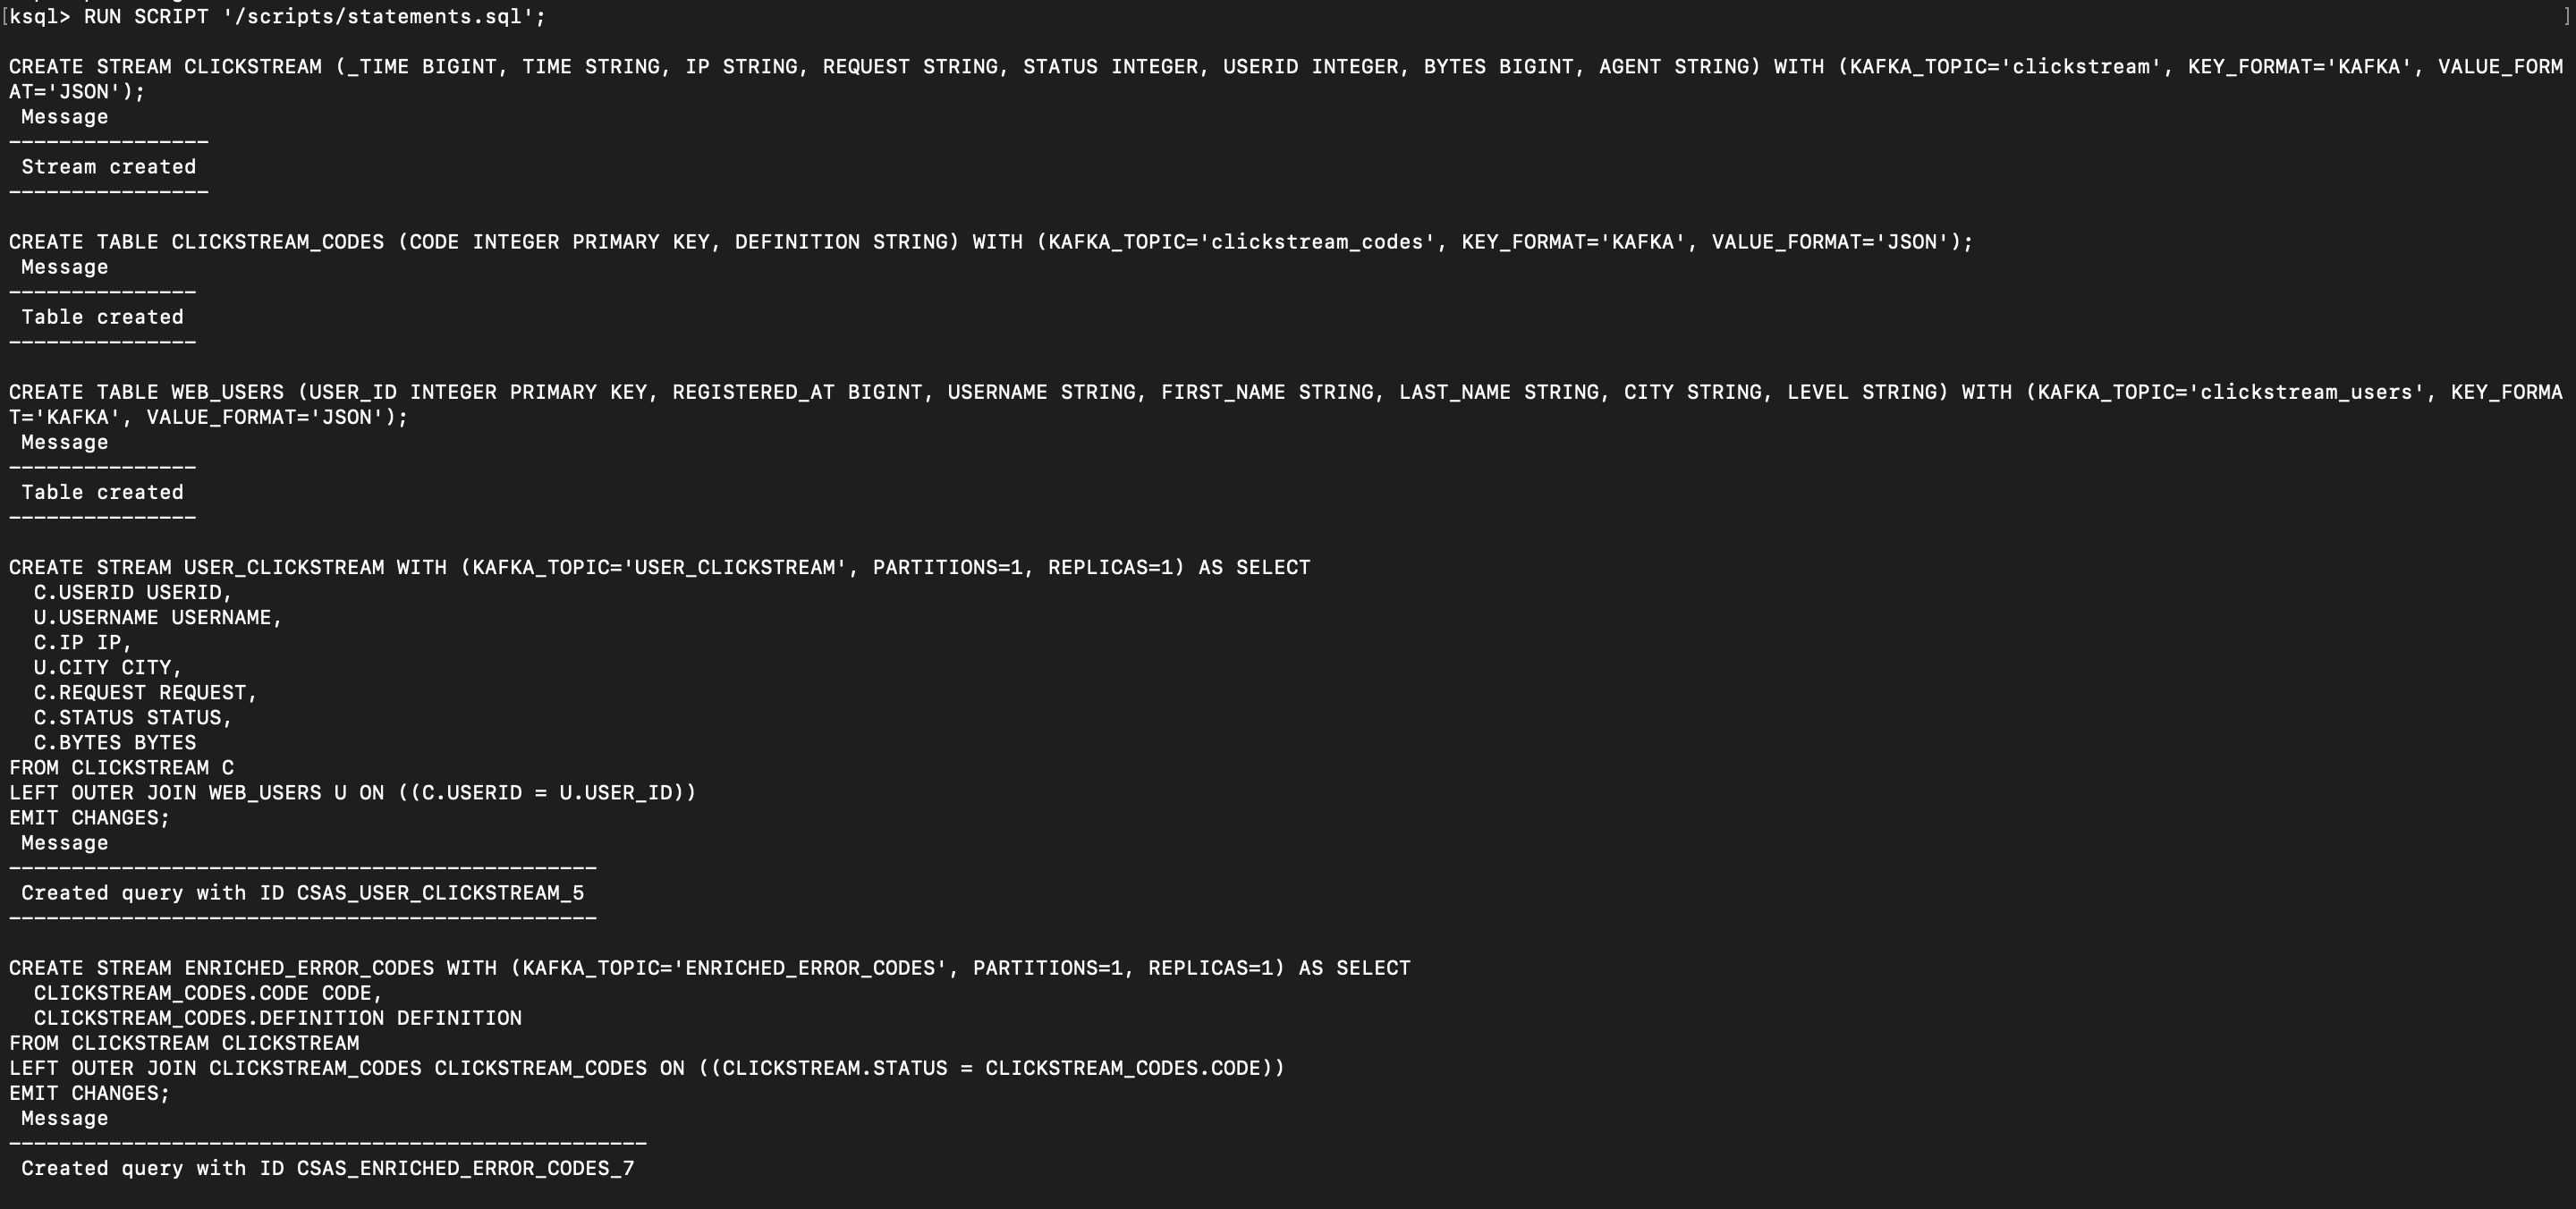 [ksql> RUN SCRIPT '/scripts/statements.sql'; ]
CREATE STREAM CLICKSTREAM (_TIME BIGINT, TIME STRING, IP STRING, REQUEST STRING, STATUS INTEGER, USERID INTEGER, BYTES BIGINT, AGENT STRING) WITH (KAFKA_TOPIC='clickstream', KEY_FORMAT='KAFKA', VALUE_FORM
AT='JSON');
 Message
----------------
 Stream created
----------------
CREATE TABLE CLICKSTREAM_CODES (CODE INTEGER PRIMARY KEY, DEFINITION STRING) WITH (KAFKA_TOPIC='clickstream_codes', KEY_FORMAT='KAFKA', VALUE_FORMAT='JSON');
 Message
---------------
 Table created
---------------
CREATE TABLE WEB_USERS (USER_ID INTEGER PRIMARY KEY, REGISTERED_AT BIGINT, USERNAME STRING, FIRST_NAME STRING, LAST_NAME STRING, CITY STRING, LEVEL STRING) WITH (KAFKA_TOPIC='clickstream_users', KEY_FORMA
T='KAFKA', VALUE_FORMAT='JSON');
 Message
---------------
 Table created
---------------
CREATE STREAM USER_CLICKSTREAM WITH (KAFKA_TOPIC='USER_CLICKSTREAM', PARTITIONS=1, REPLICAS=1) AS SELECT
  C.USERID USERID,
  U.USERNAME USERNAME,
  C.IP IP,
  U.CITY CITY,
  C.REQUEST REQUEST,
  C.STATUS STATUS,
  C.BYTES BYTES
FROM CLICKSTREAM C
LEFT OUTER JOIN WEB_USERS U ON ((C.USERID = U.USER_ID))
EMIT CHANGES;
 Message
-----------------------------------------------
 Created query with ID CSAS_USER_CLICKSTREAM_5
-----------------------------------------------
CREATE STREAM ENRICHED_ERROR_CODES WITH (KAFKA_TOPIC='ENRICHED_ERROR_CODES', PARTITIONS=1, REPLICAS=1) AS SELECT
  CLICKSTREAM_CODES.CODE CODE,
  CLICKSTREAM_CODES.DEFINITION DEFINITION
FROM CLICKSTREAM CLICKSTREAM
LEFT OUTER JOIN CLICKSTREAM_CODES CLICKSTREAM_CODES ON ((CLICKSTREAM.STATUS = CLICKSTREAM_CODES.CODE))
EMIT CHANGES;
 Message
---------------------------------------------------
 Created query with ID CSAS_ENRICHED_ERROR_CODES_7